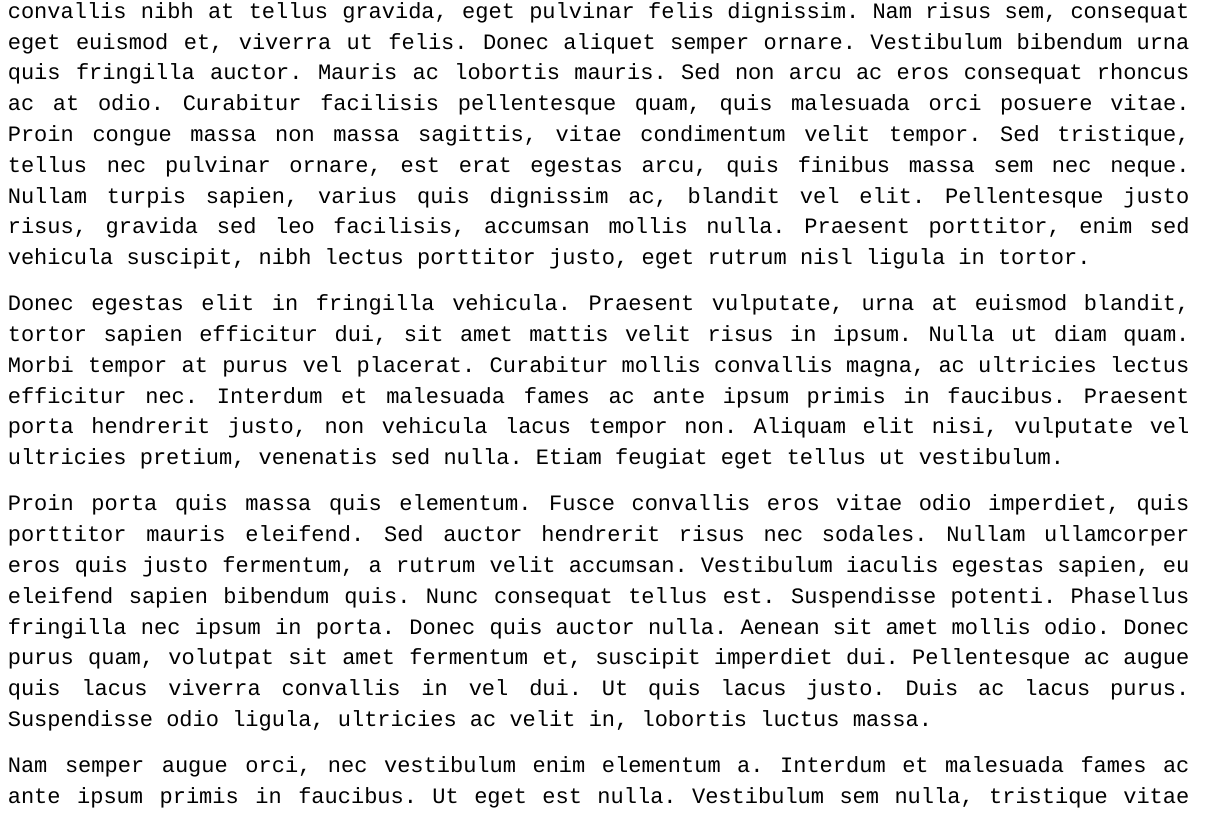 convallis nibh at tellus gravida, eget pulvinar felis dignissim. Nam risus sem, consequat
eget euismod et, viverra ut felis. Donec aliquet semper ornare. Vestibulum bibendum urna
quis fringilla auctor. Mauris ac lobortis mauris. Sed non arcu ac eros consequat rhoncus
ac at odio. Curabitur facilisis pellentesque quam, quis malesuada orci posuere vitae.
Proin congue massa non massa sagittis, vitae condimentum velit tempor. Sed tristique,
tellus nec pulvinar ornare, est erat egestas arcu, quis finibus massa sem nec neque.
Nullam turpis sapien, varius quis dignissim ac, blandit vel elit. Pellentesque justo
risus, gravida sed leo facilisis, accumsan mollis nulla. Praesent porttitor, enim sed
vehicula suscipit, nibh lectus porttitor justo, eget rutrum nisl ligula in tortor.
Donec egestas elit in fringilla vehicula. Praesent vulputate, urna at euismod blandit,
tortor sapien efficitur dui, sit amet mattis velit risus in ipsum. Nulla ut diam quam.
Morbi tempor at purus vel placerat. Curabitur mollis convallis magna, ac ultricies lectus
efficitur nec. Interdum et malesuada fames ac ante ipsum primis in faucibus. Praesent
porta hendrerit justo, non vehicula lacus tempor non. Aliquam elit nisi, vulputate vel
ultricies pretium, venenatis sed nulla. Etiam feugiat eget tellus ut vestibulum.
Proin porta quis massa quis elementum. Fusce convallis eros vitae odio imperdiet, quis
porttitor mauris eleifend. Sed auctor hendrerit risus nec sodales. Nullam ullamcorper
eros quis justo fermentum, a rutrum velit accumsan. Vestibulum iaculis egestas sapien, eu
eleifend sapien bibendum quis. Nunc consequat tellus est. Suspendisse potenti. Phasellus
fringilla nec ipsum in porta. Donec quis auctor nulla. Aenean sit amet mollis odio. Donec
purus quam, volutpat sit amet fermentum et, suscipit imperdiet dui. Pellentesque ac augue
quis lacus viverra convallis in vel dui. Ut quis lacus justo. Duis ac lacus purus.
Suspendisse odio ligula, ultricies ac velit in, lobortis luctus massa.
Nam semper augue orci, nec vestibulum enim elementum a. Interdum et malesuada fames ac
ante ipsum primis in faucibus. Ut eget est nulla. Vestibulum sem nulla, tristique vitae